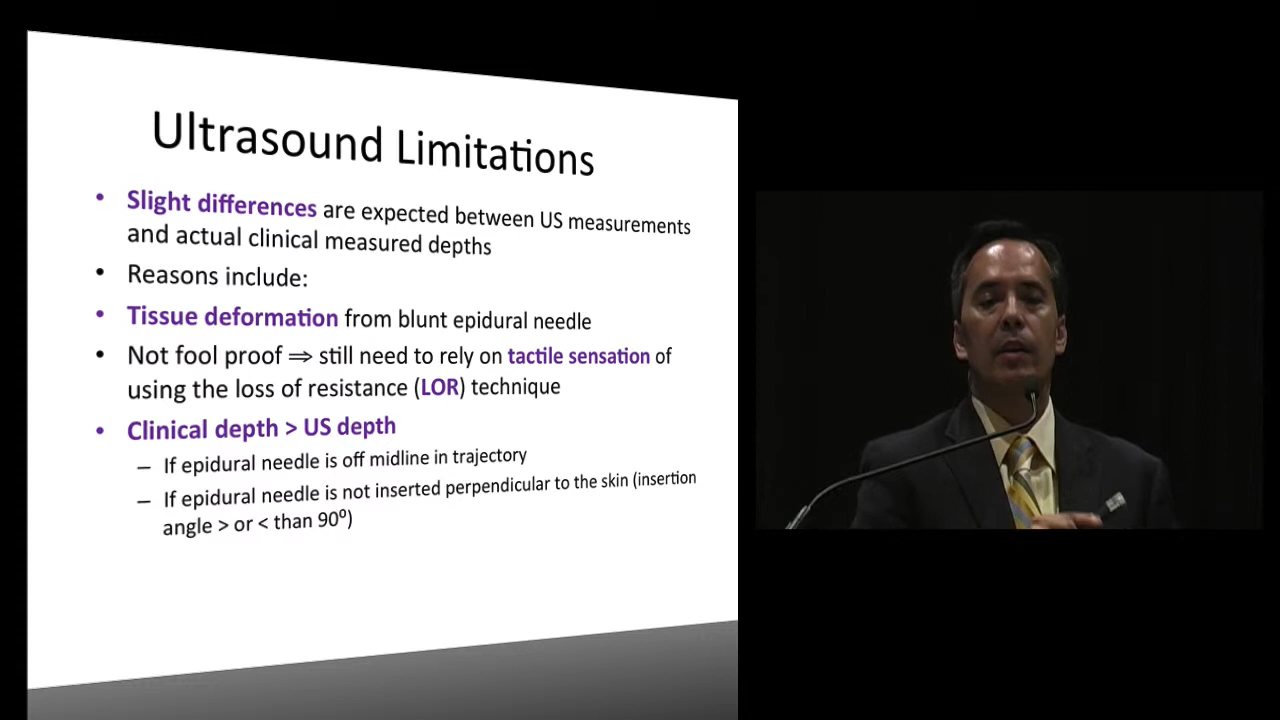 Ultrasound Limitations
• Slight differences are expected between US measurements
and actual clinical measured depths
• Reasons include:
• Tissue deformation from blunt epidural needle
• Not fool proof ⇒ still need to rely on tactile sensation of
using the loss of resistance (LOR) technique
• Clinical depth > US depth
– If epidural needle is off midline in trajectory
– If epidural needle is not inserted perpendicular to the skin (insertion
angle > or < than 90º)